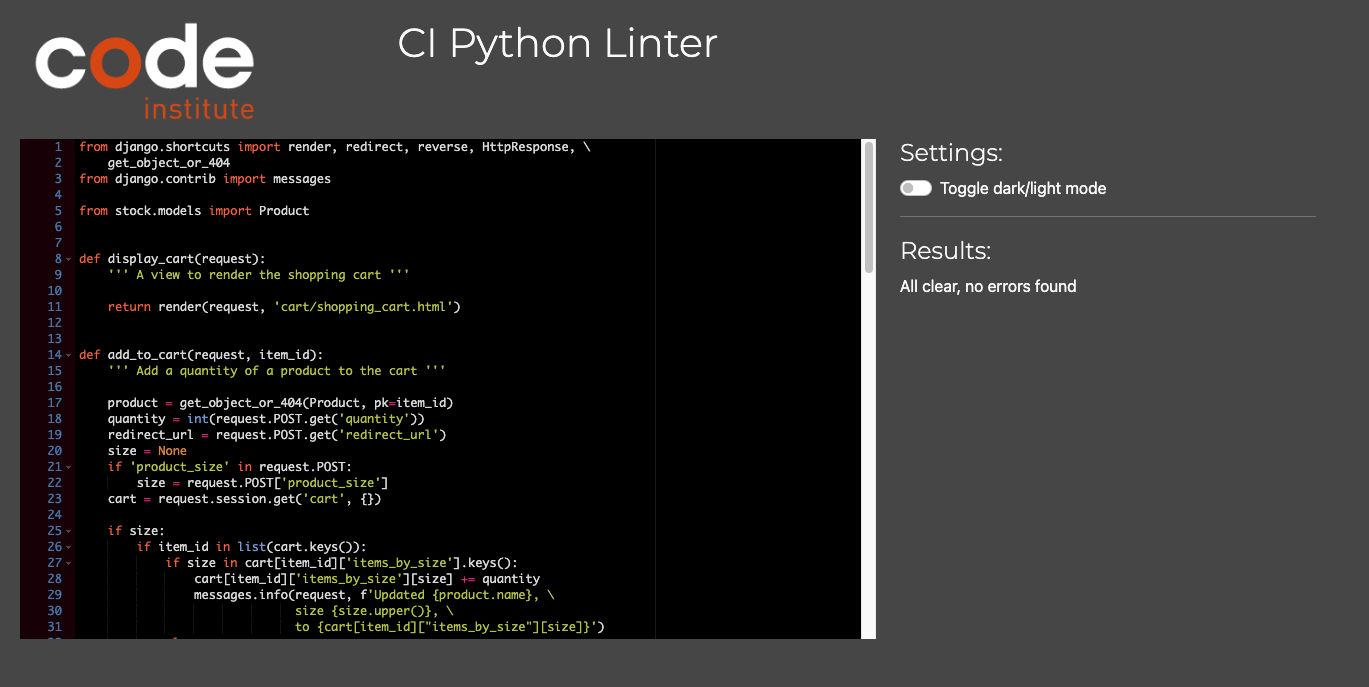 code
institute
CI Python Linter
1 from django.shortcuts import render, redirect, reverse, HttpResponse, \
2     get_object_or_404
3 from django.contrib import messages
4
5 from stock.models import Product
6
7
8 def display_cart(request):
9     ''' A view to render the shopping cart '''
10
11     return render(request, 'cart/shopping_cart.html')
12
13
14 def add_to_cart(request, item_id):
15     ''' Add a quantity of a product to the cart '''
16
17     product = get_object_or_404(Product, pk=item_id)
18     quantity = int(request.POST.get('quantity'))
19     redirect_url = request.POST.get('redirect_url')
20     size = None
21     if 'product_size' in request.POST:
22         size = request.POST['product_size']
23     cart = request.session.get('cart', {})
24
25     if size:
26         if item_id in list(cart.keys()):
27             if size in cart[item_id]['items_by_size'].keys():
28                 cart[item_id]['items_by_size'][size] += quantity
29                 messages.info(request, f'Updated {product.name}, \
30                               size {size.upper()}, \
31                               to {cart[item_id]["items_by_size"][size]}')
Settings:
Toggle dark/light mode
Results:
All clear, no errors found